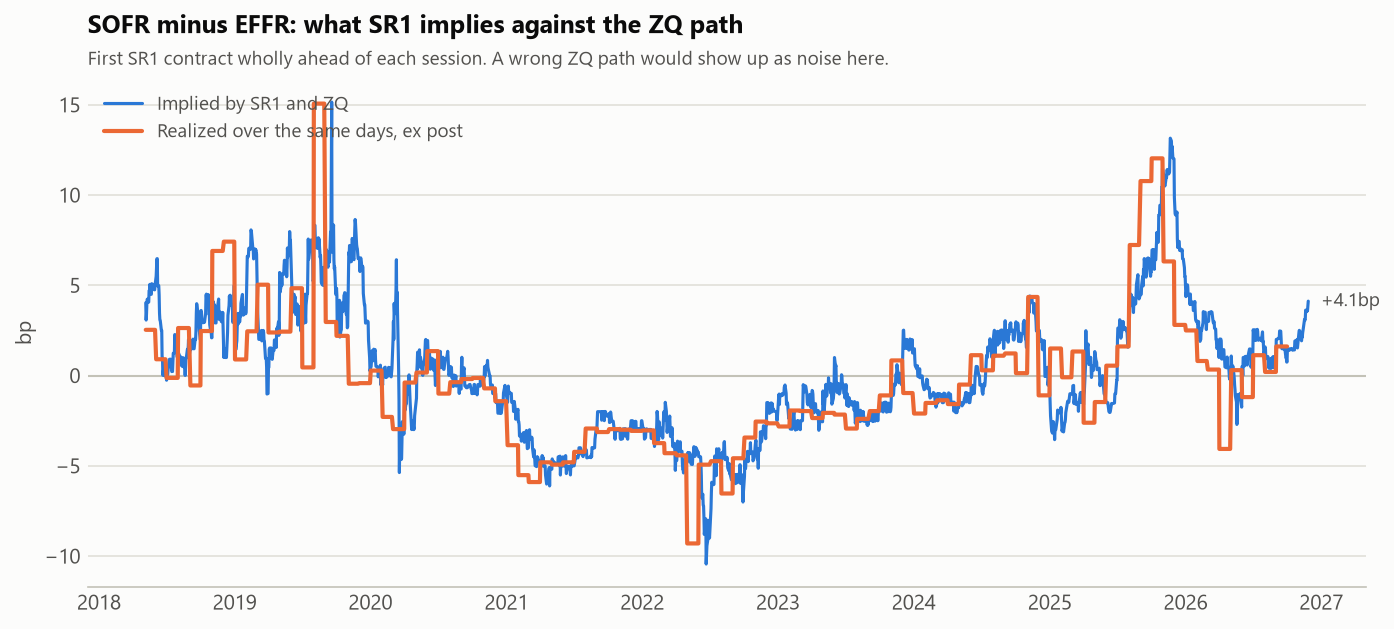 SOFR minus EFFR: what SR1 implies against the ZQ path
First SR1 contract wholly ahead of each session. A wrong ZQ path would show up as noise here.
Implied by SR1 and ZQ
Realized over the same days, ex post
bp
15
10
5
0
−5
−10
+4.1bp
2018 2019 2020 2021 2022 2023 2024 2025 2026 2027